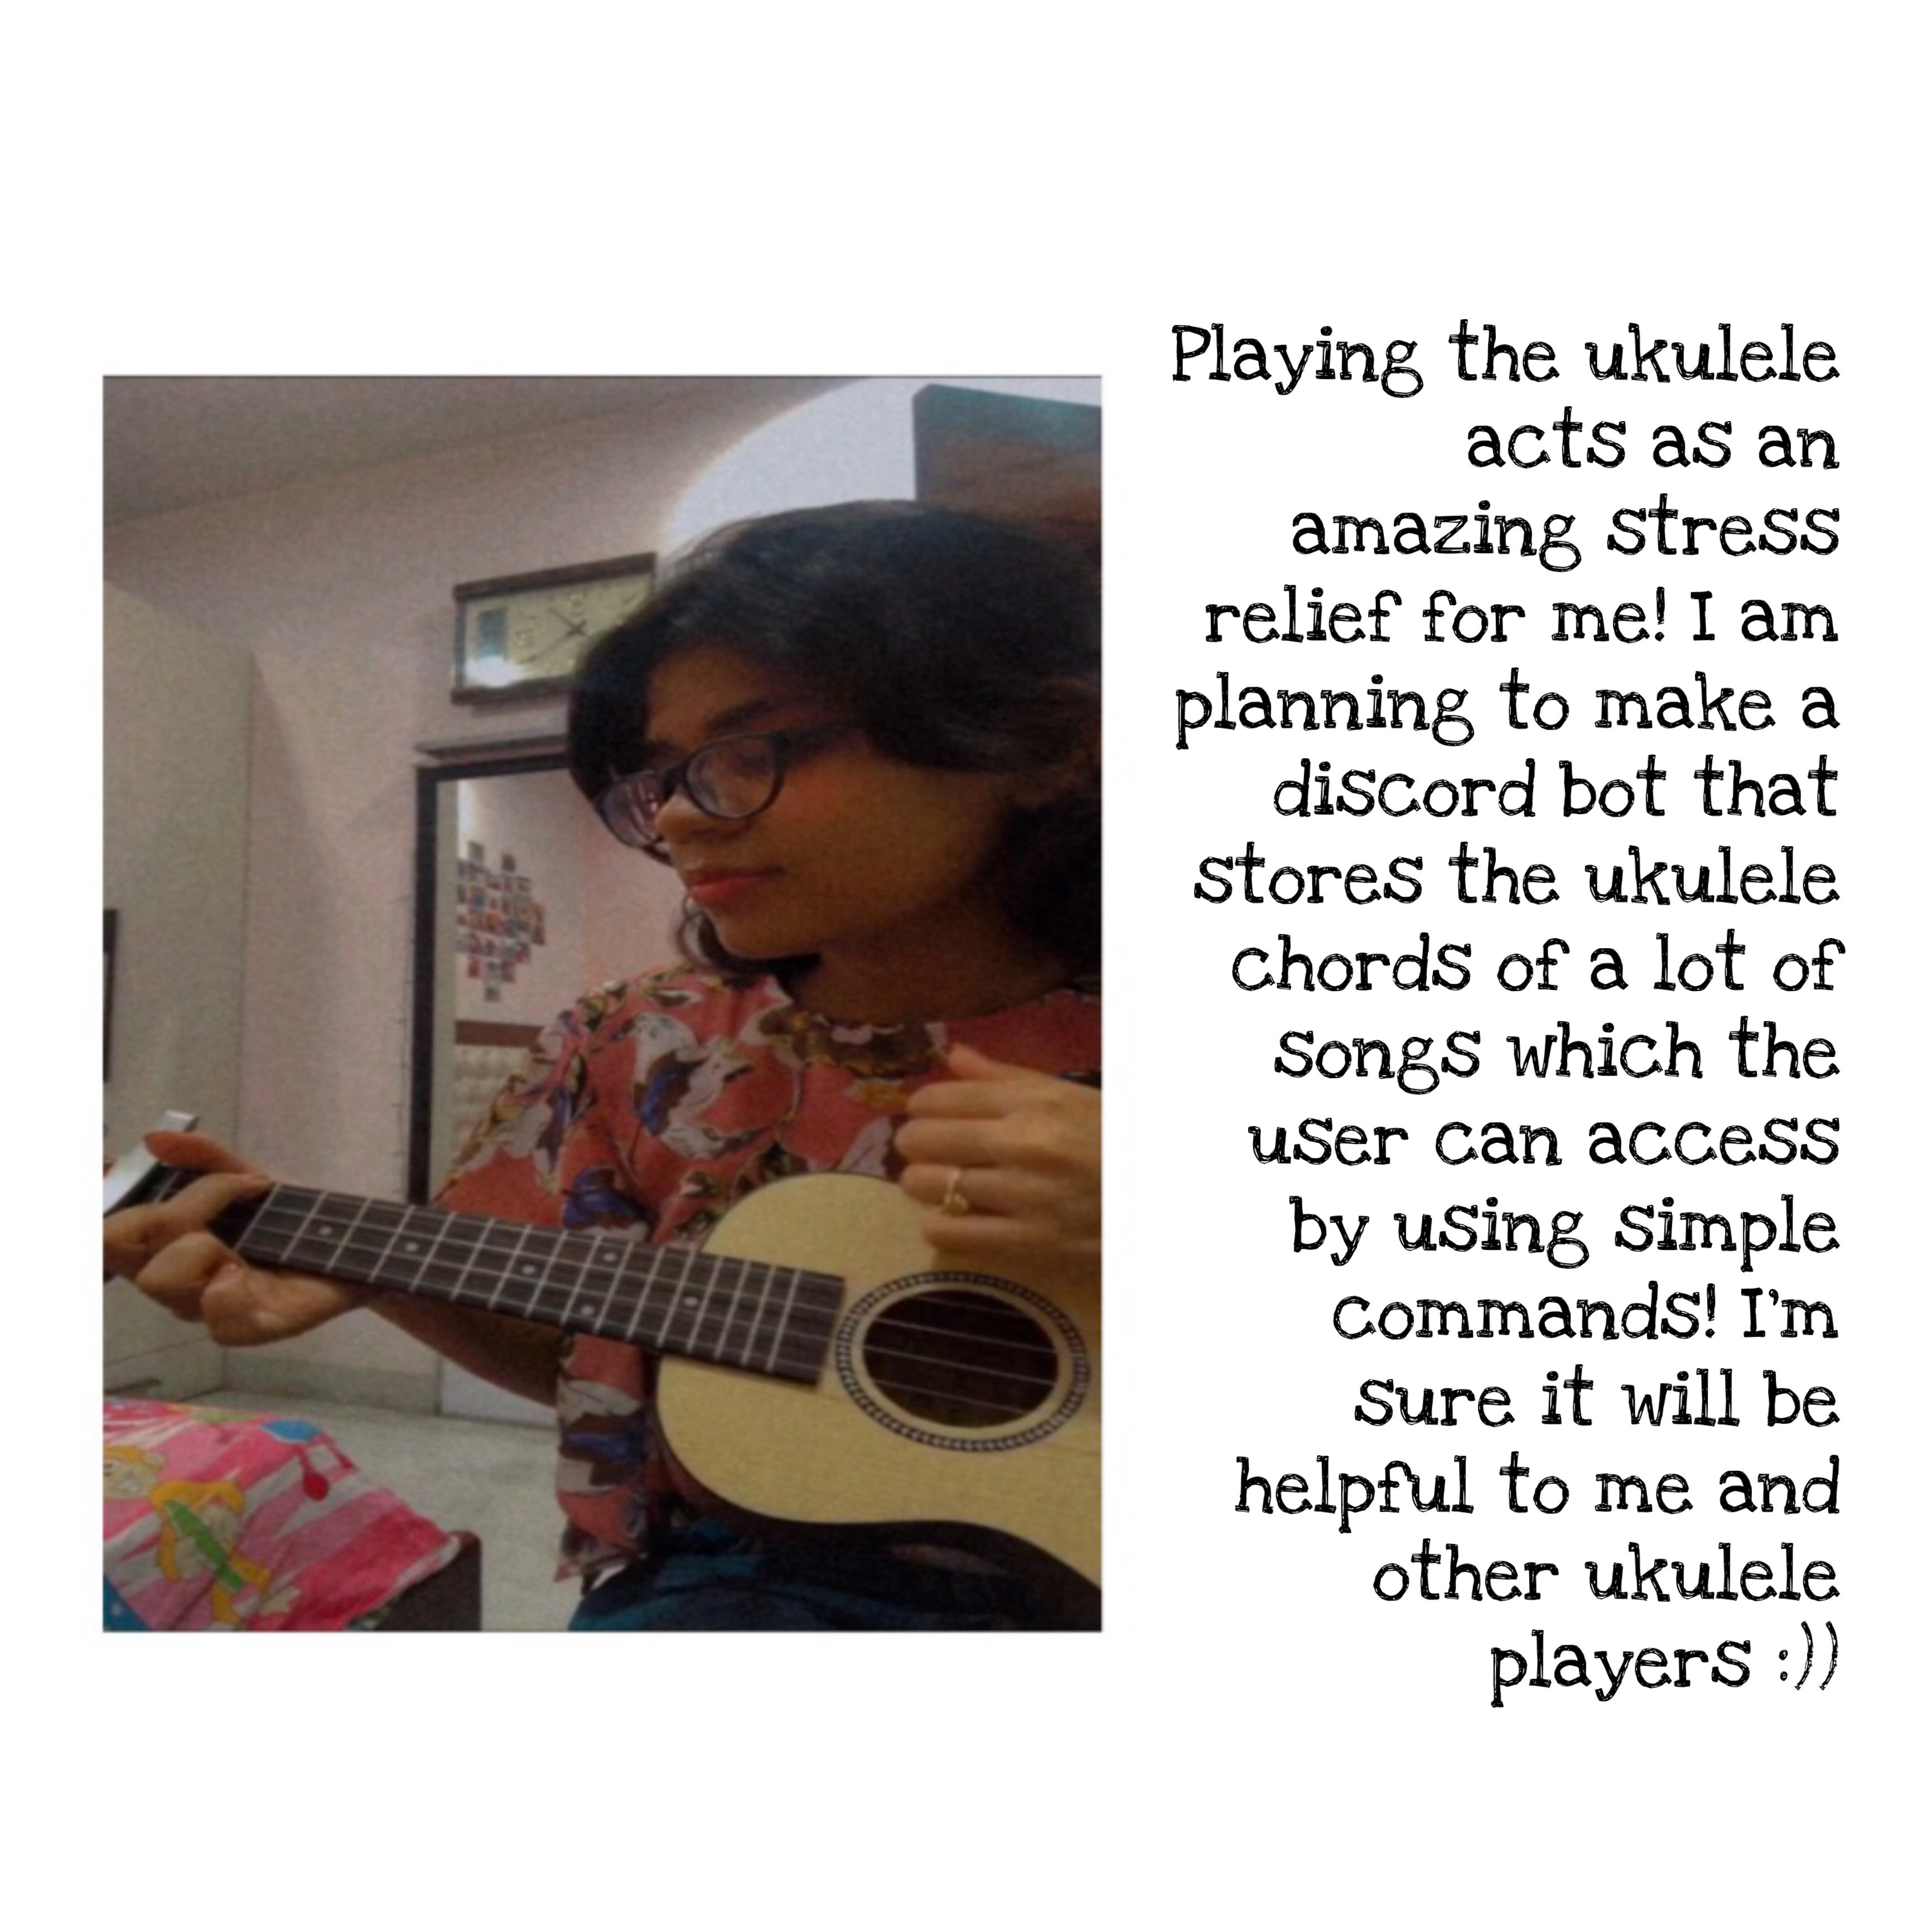 Playing the ukulele
acts as an
amazing stress
relief for me! I am
planning to make a
discord bot that
stores the ukulele
chords of a lot of
songs which the
user can access
by using simple
commands! I'm
sure it will be
helpful to me and
other ukulele
players :))